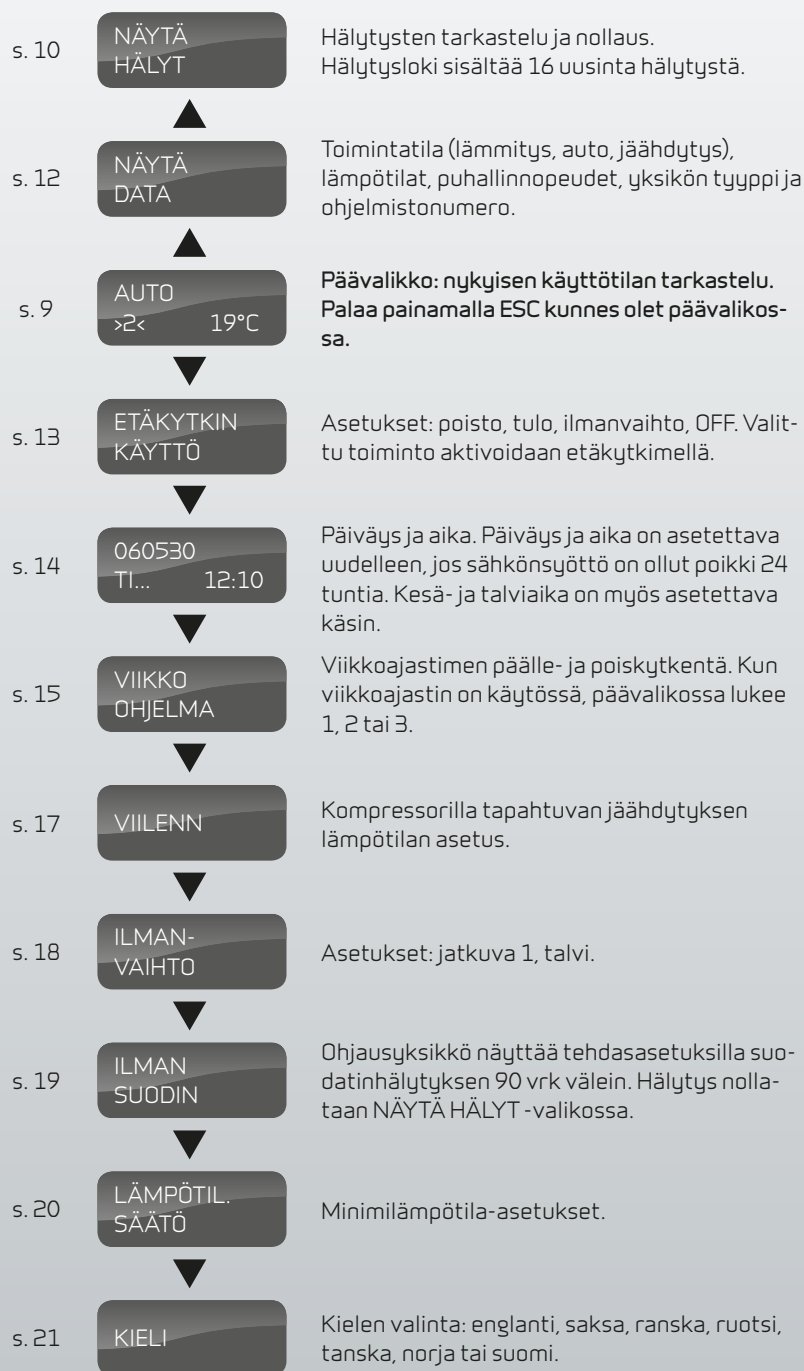 s. 10
NÄYTÄ
HÄLYT
Hälytysten tarkastelu ja nollaus.
Hälytysloki sisältää 16 uusinta hälytystä.
s. 12
NÄYTÄ
DATA
Toimintatila (lämmitys, auto, jäähdytys),
lämpötilat, puhallinnopeudet, yksikön tyyppi ja
ohjelmistonumero.
s. 9
AUTO
>2< 19°C
Päävalikko: nykyisen käyttötilan tarkastelu.
Palaa painamalla ESC kunnes olet päävalikos-
sa.
s. 13
ETÄKYTKIN
KÄYTTÖ
Asetukset: poisto, tulo, ilmanvaihto, OFF. Valit-
tu toiminto aktivoidaan etäkytkimellä.
s. 14
060530
TI... 12:10
Päiväys ja aika. Päiväys ja aika on asetettava
uudelleen, jos sähkönsyöttö on ollut poikki 24
tuntia. Kesä- ja talviaika on myös asetettava
käsin.
s. 15
VIIKKO
OHJELMA
Viikkoajastimen päälle- ja poiskytkentä. Kun
viikkoajastin on käytössä, päävalikossa lukee
1, 2 tai 3.
s. 17
VIILENN
Kompressorilla tapahtuvan jäähdytyksen
lämpötilan asetus.
s. 18
ILMAN-
VAIHTO
Asetukset: jatkuva 1, talvi.
s. 19
ILMAN
SUODIN
Ohjausyksikkö näyttää tehdasasetuksilla suo-
datinhälytyksen 90 vrk välein. Hälytys nolla-
taan NÄYTÄ HÄLYT -valikossa.
s. 20
LÄMPÖTIL.
SÄÄTÖ
Minimilämpötila-asetukset.
s. 21
KIELI
Kielen valinta: englanti, saksa, ranska, ruotsi,
tanska, norja tai suomi.